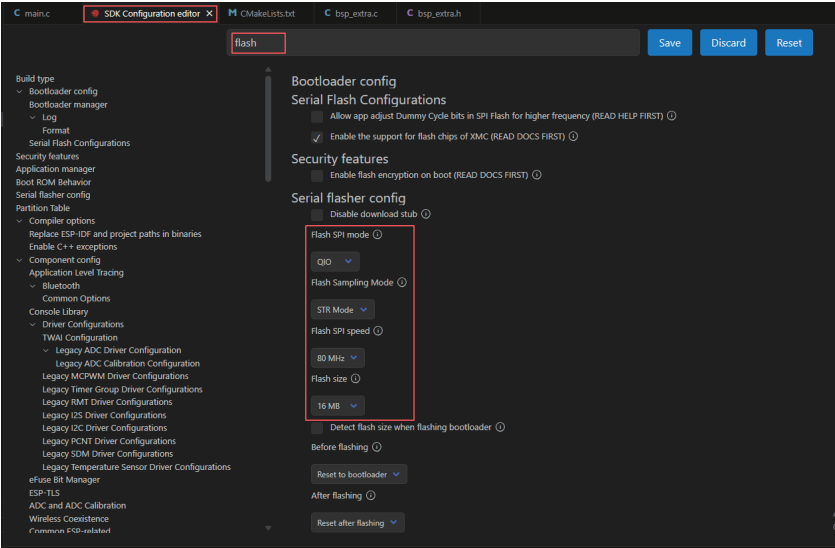 main.c
SDK Configuration editor
CMakeLists.txt
bsp_extra.c
bsp_extra.h
flash
Save
Discard
Reset
Build type
Bootloader config
Bootloader manager
Log
Format
Serial Flash Configurations
Security features
Application manager
Boot ROM Behavior
Serial flasher config
Partition Table
Compiler options
Replace ESP-IDF and project paths in binaries
Enable C++ exceptions
Component config
Application Level Tracing
Bluetooth
Common Options
Console Library
Driver Configurations
TWAI Configuration
Legacy ADC Driver Configuration
Legacy ADC Calibration Configuration
Legacy MCPWM Driver Configurations
Legacy Timer Group Driver Configurations
Legacy RMT Driver Configurations
Legacy I2S Driver Configurations
Legacy I2C Driver Configurations
Legacy PCNT Driver Configurations
Legacy SDM Driver Configurations
Legacy Temperature Sensor Driver Configurations
eFuse Bit Manager
ESP-TLS
ADC and ADC Calibration
Wireless Coexistence
Common ESP-related
Bootloader config
Serial Flash Configurations
Allow app adjust Dummy Cycle bits in SPI Flash for higher frequency (READ HELP FIRST)
Enable the support for flash chips of XMC (READ DOCS FIRST)
Security features
Enable flash encryption on boot (READ DOCS FIRST)
Serial flasher config
Disable download stub
Flash SPI mode
QIO
Flash Sampling Mode
STR Mode
Flash SPI speed
80 MHz
Flash size
16 MB
Detect flash size when flashing bootloader
Before flashing
Reset to bootloader
After flashing
Reset after flashing